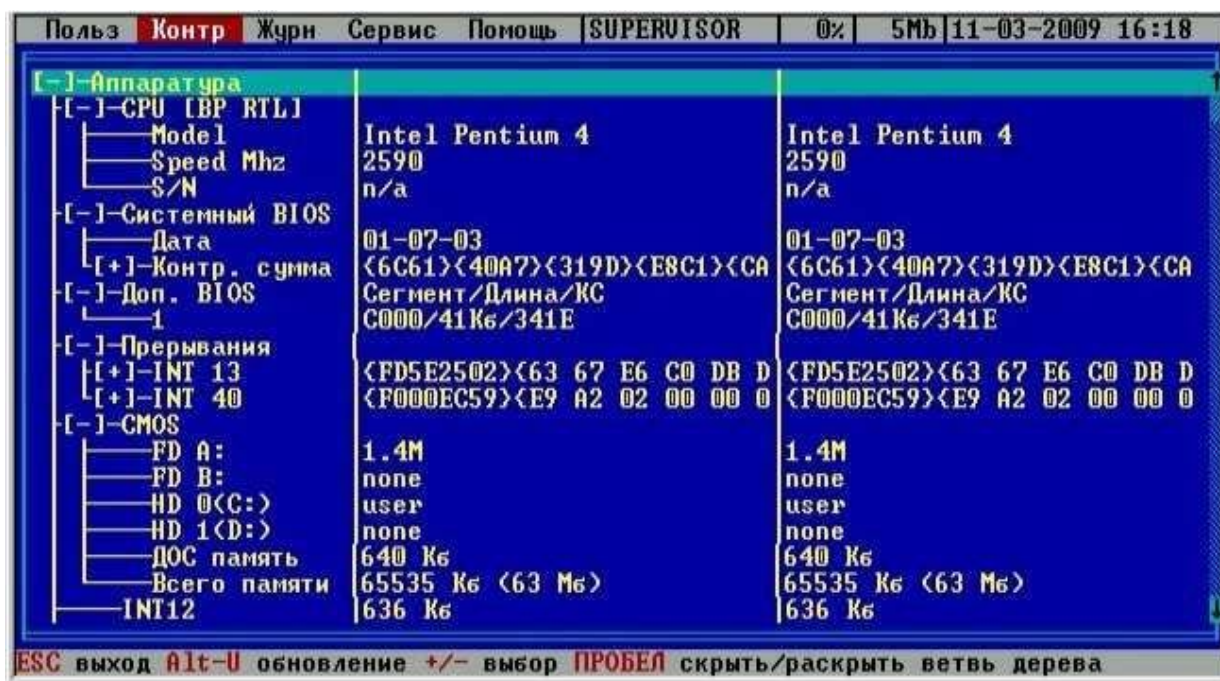 Польз Контр Журн Сервис Помощь SUPERVISOR 0% 5Mb 11-03-2009 16:18
[-]-Аппаратура
[-]-CPU [BP RTL]
Model Intel Pentium 4 Intel Pentium 4
Speed Mhz 2590 2590
S/N n/a n/a
[-]-Системный BIOS
Дата 01-07-03 01-07-03
[+]-Контр. сумма {6C61}{40A7}{319D}{E8C1}{CA {6C61}{40A7}{319D}{E8C1}{CA
[-]-Доп. BIOS Сегмент/Длина/КС Сегмент/Длина/КС
1 C000/41Кб/341E C000/41Кб/341E
[-]-Прерывания
[+]-INT 13 {FD5E2502}{63 67 E6 C0 DB D {FD5E2502}{63 67 E6 C0 DB D
[+]-INT 40 {F000EC59}{E9 A2 02 00 00 0 {F000EC59}{E9 A2 02 00 00 0
[-]-CMOS
FD A: 1.4M 1.4M
FD B: none none
HD 0(C:) user user
HD 1(D:) none none
ДОС память 640 Кб 640 Кб
Всего памяти 65535 Кб (63 Мб) 65535 Кб (63 Мб)
INT12 636 Кб 636 Кб
ESC выход Alt-U обновление +/- выбор ПРОБЕЛ скрыть/раскрыть ветвь дерева